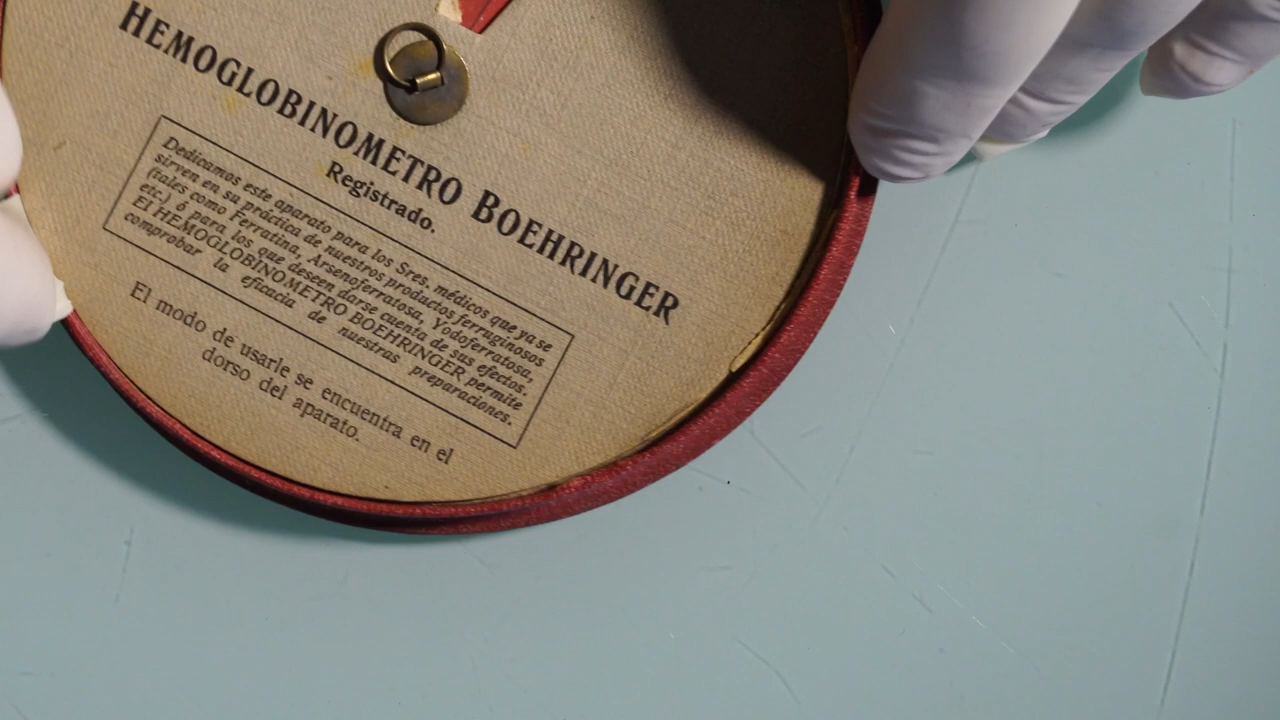 HEMOGLOBINOMETRO BOEHRINGER
Registrado.
Dedicamos este aparato para los Sres. médicos que ya se
sirven en su práctica de nuestros productos ferruginosos
(tales como Ferratina, Arsenoferratosa, Yodoferratosa,
etc.) ó para los que deseen darse cuenta de sus efectos.
El HEMOGLOBINOMETRO BOEHRINGER permite
comprobar la eficacia de nuestras preparaciones.
El modo de usarle se encuentra en el
dorso del aparato.